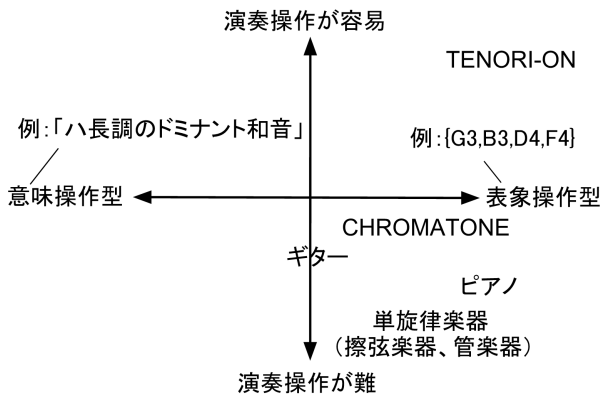 演奏操作が容易
TENORI-ON
例：「ハ長調のドミナント和音」
例：{G3,B3,D4,F4}
意味操作型
表象操作型
CHROMATONE
ギター
ピアノ
単旋律楽器
（擦弦楽器、管楽器）
演奏操作が難